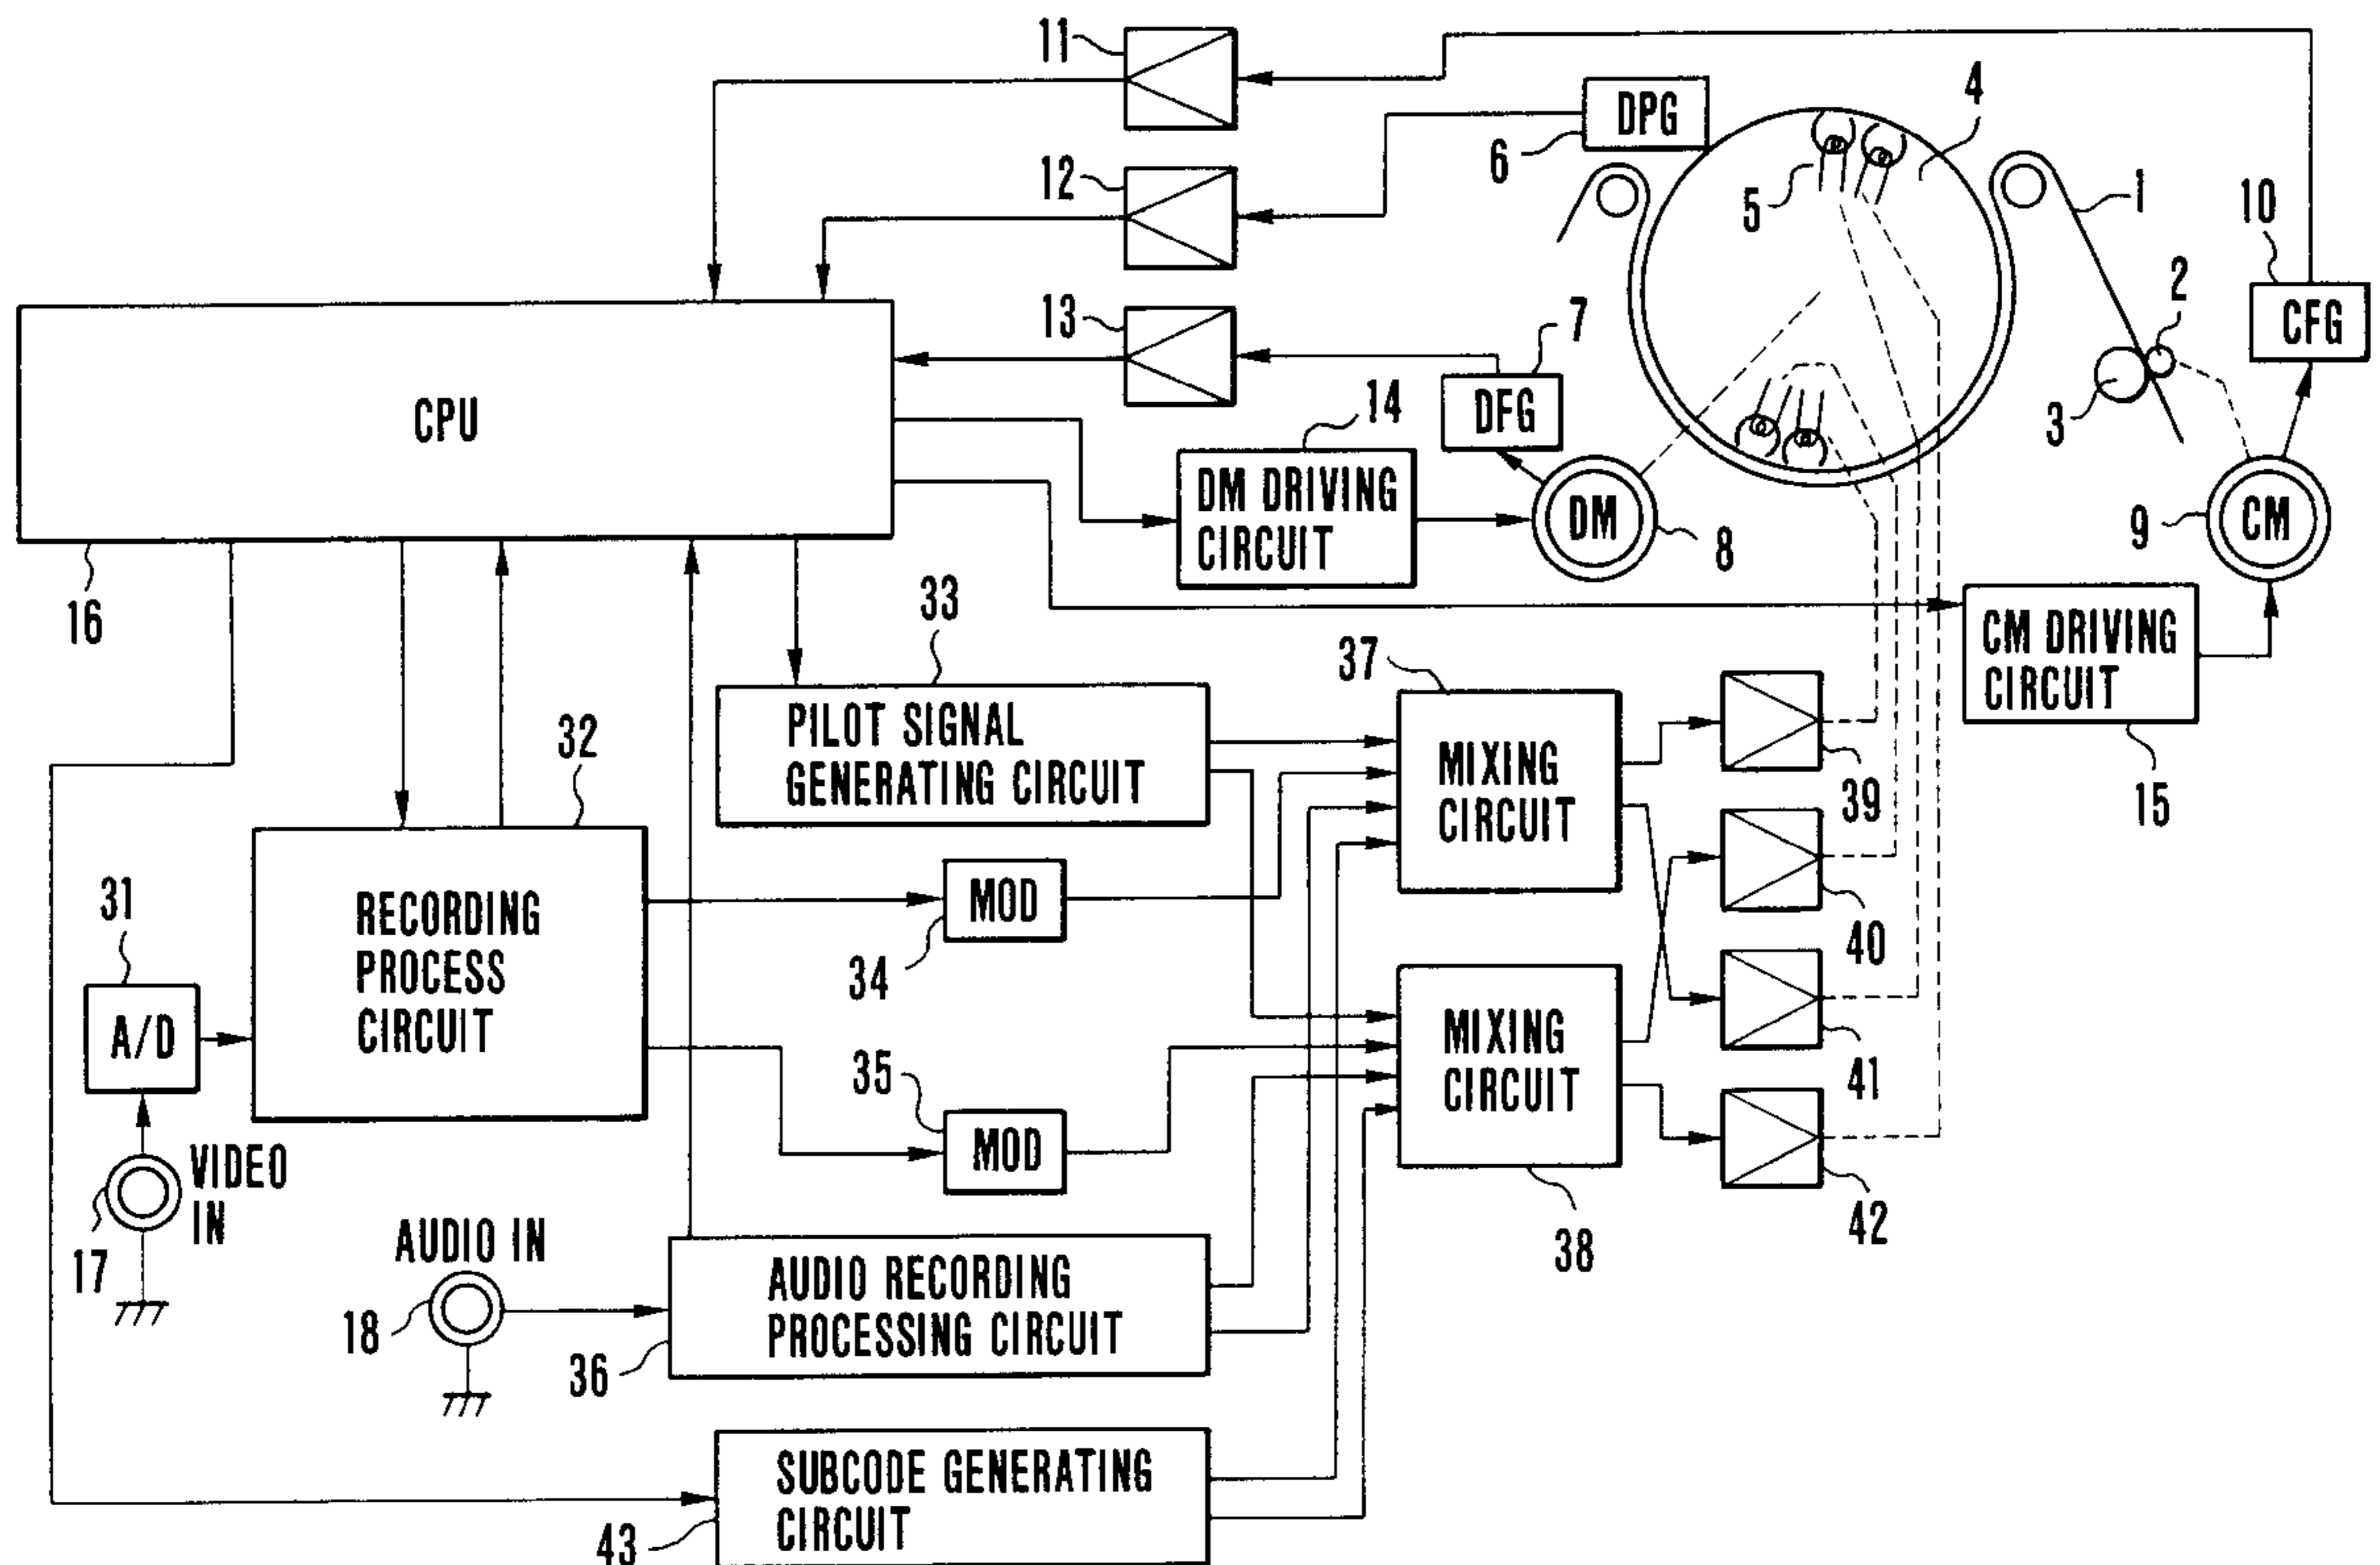 11
4
DPG
6
12
5
1
10
2
CFG
13
7
3
14
DFG
CPU
DM DRIVING
CIRCUIT
DM
8
9
CM
16
33
37
CM DRIVING
CIRCUIT
15
32
PILOT SIGNAL
GENERATING CIRCUIT
MIXING
CIRCUIT
39
31
RECORDING
PROCESS
CIRCUIT
MOD
34
40
A/D
MIXING
CIRCUIT
35
41
MOD
VIDEO
IN
17
AUDIO IN
38
42
18
AUDIO RECORDING
PROCESSING CIRCUIT
36
SUBCODE GENERATING
CIRCUIT
43